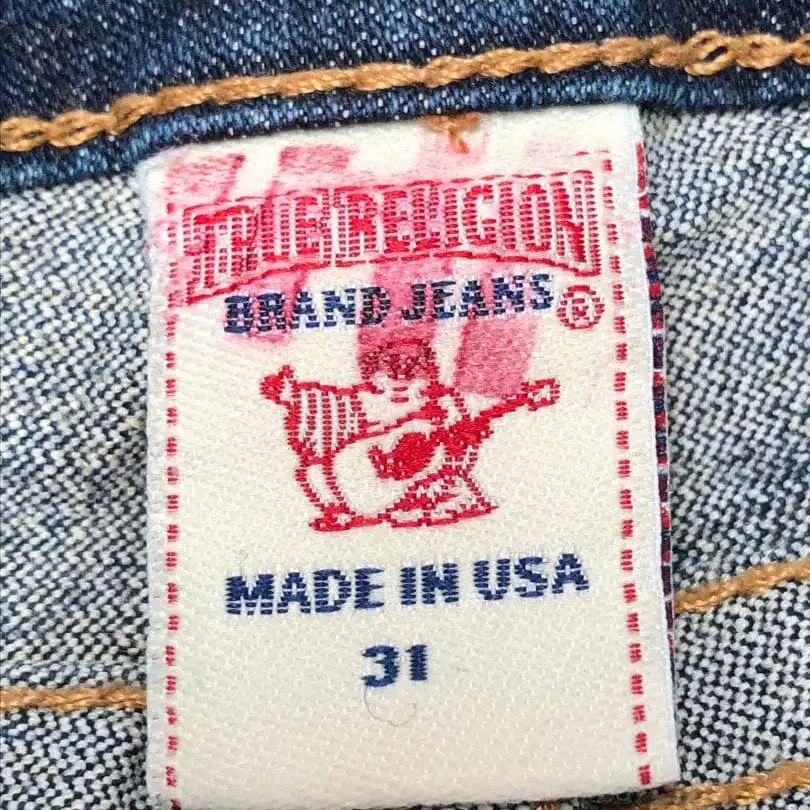 TRUE RELIGION
BRAND JEANS®
MADE IN USA
31